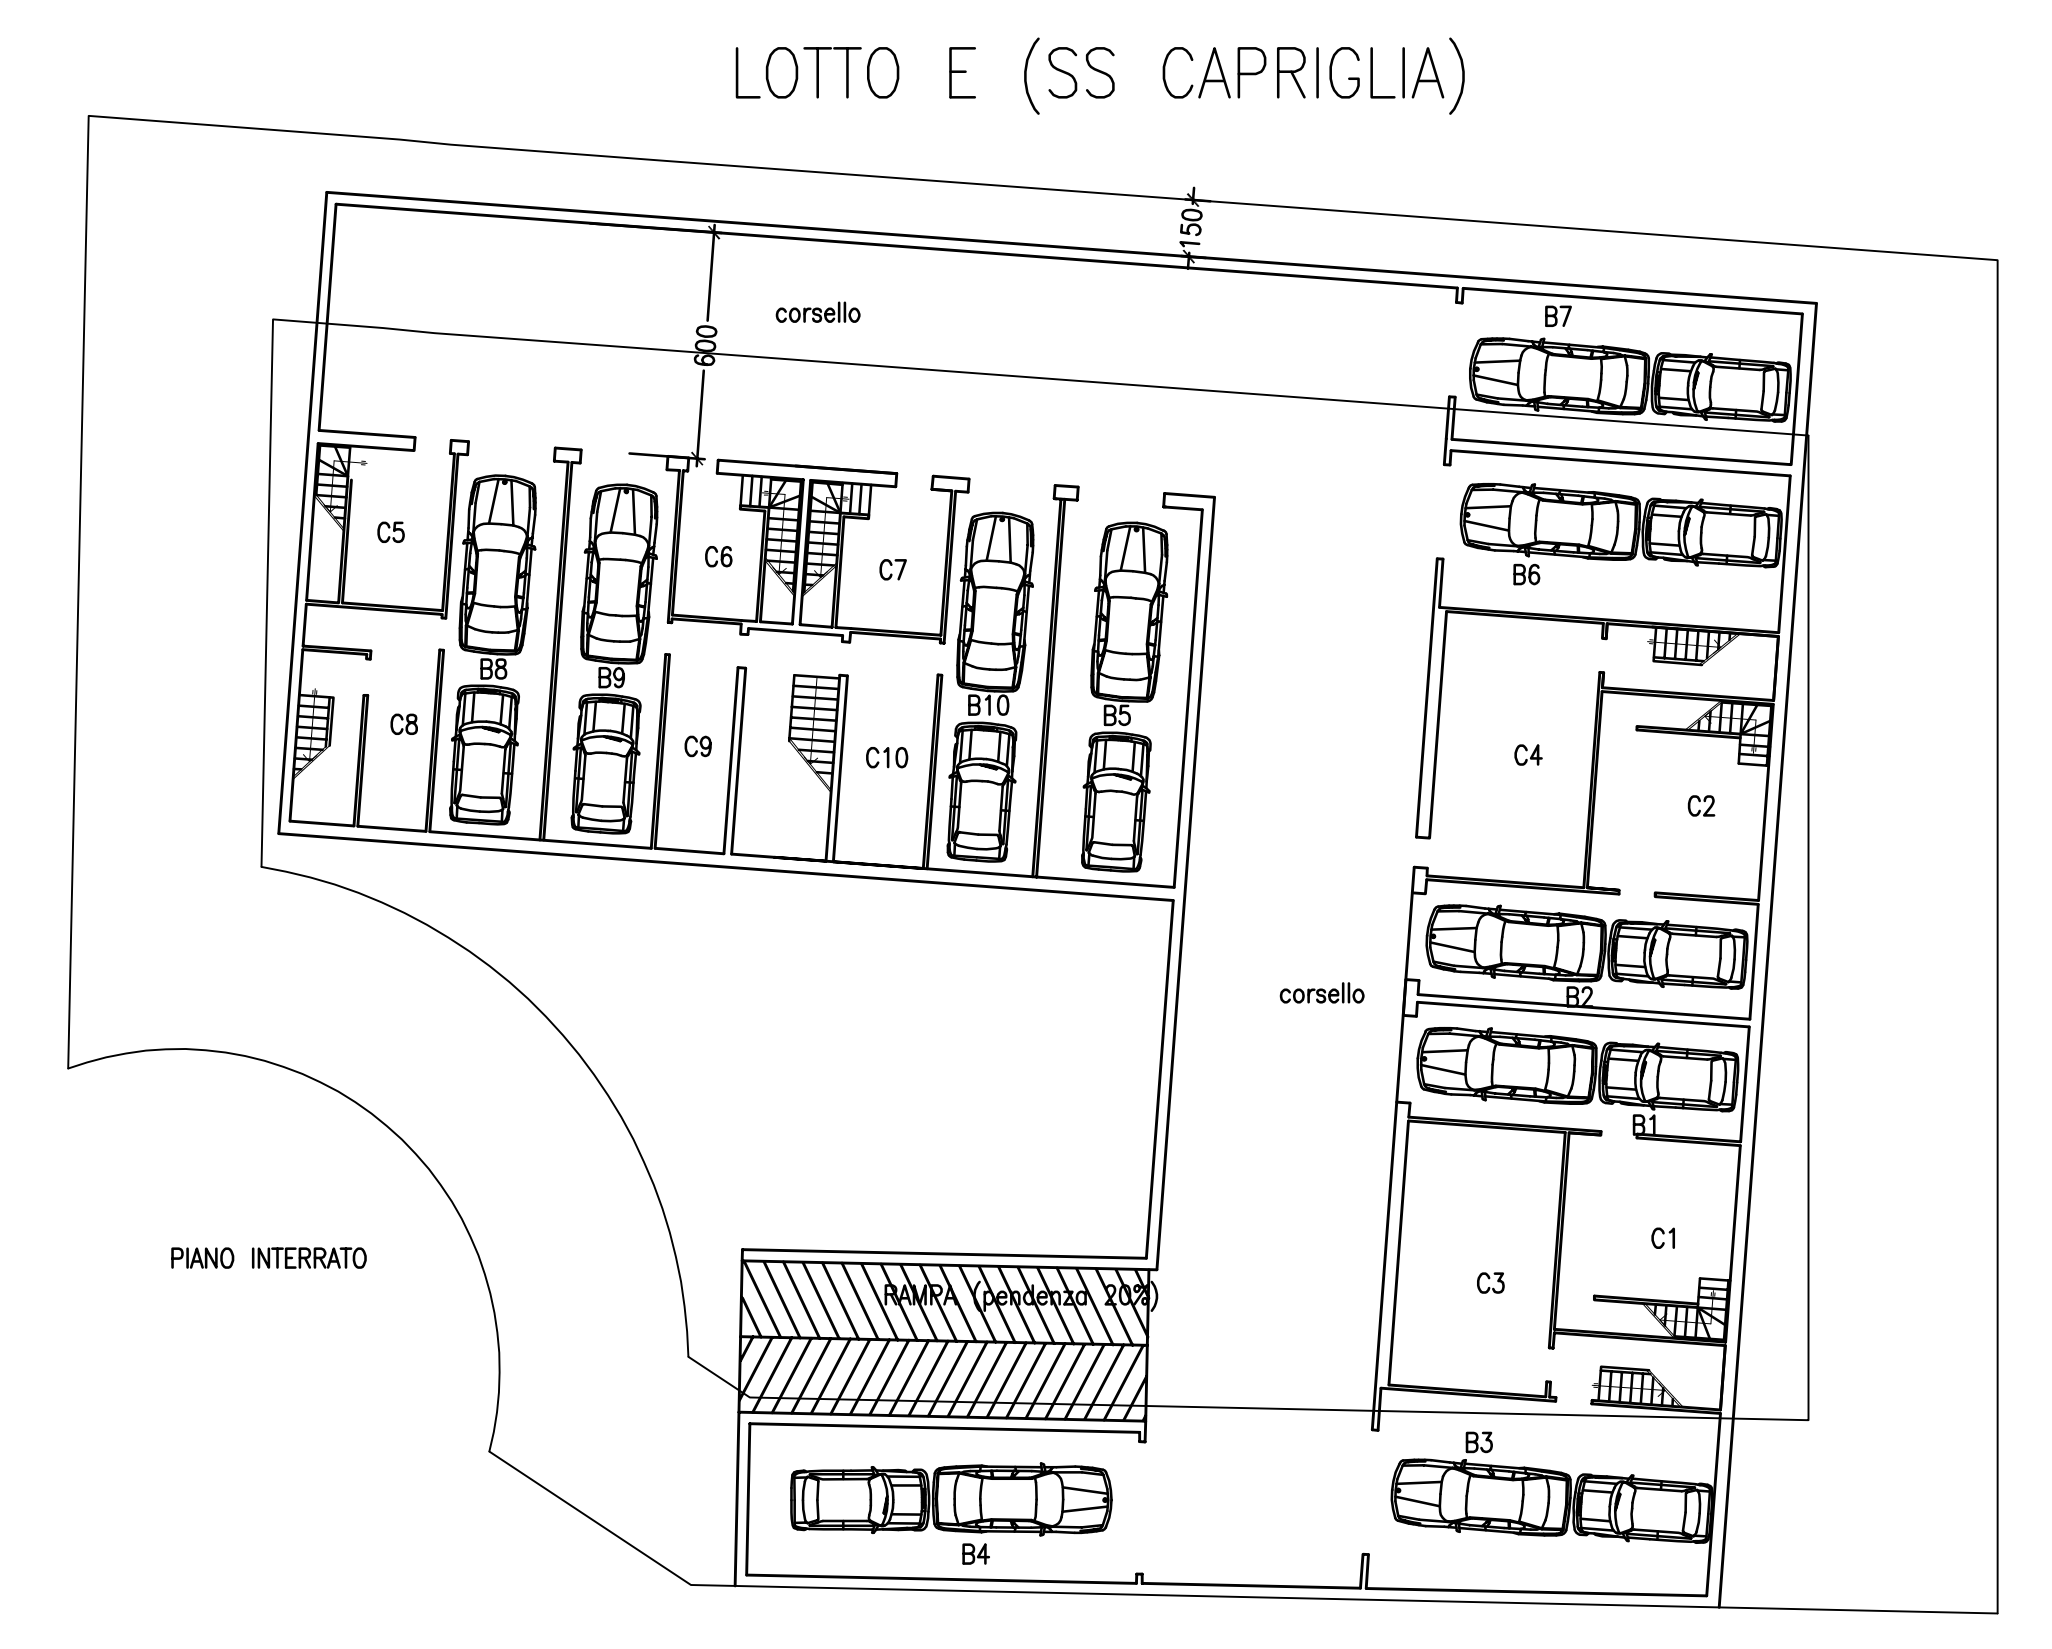 LOTTO E (SS CAPRIGLIA)
150
B7
corsello
600
C5
C6
C7
B6
B8
B9
C8
C9
C10
B10
B5
C4
C2
corsello
B2
B1
C1
C3
PIANO INTERRATO
RAMPA (pendenza 20%)
B3
B4